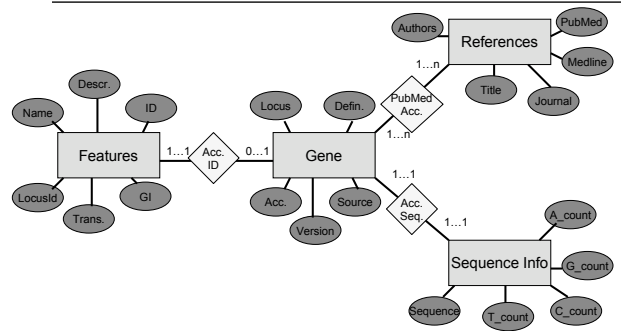 Authors
PubMed
References
Medline
Title
Journal
1...n
PubMed
Acc.
1...n
Descr.
Name
ID
Features
LocusId
Trans.
GI
1...1
Acc.
ID
0...1
Locus
Defin.
Gene
Acc.
Version
Source
1...1
Acc.
Seq.
1...1
A_count
Sequence Info
G_count
Sequence
T_count
C_count